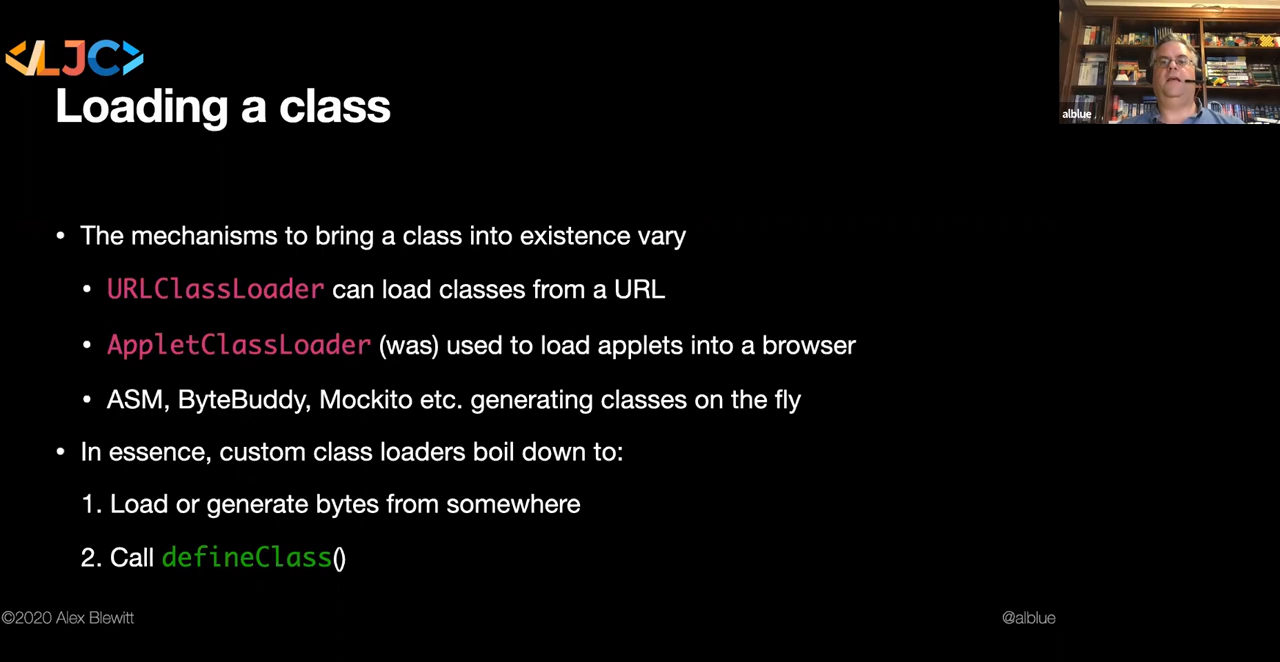 <LJC>
alblue
Loading a class
• The mechanisms to bring a class into existence vary
• URLClassLoader can load classes from a URL
• AppletClassLoader (was) used to load applets into a browser
• ASM, ByteBuddy, Mockito etc. generating classes on the fly
• In essence, custom class loaders boil down to:
1. Load or generate bytes from somewhere
2. Call defineClass()
©2020 Alex Blewitt
@alblue